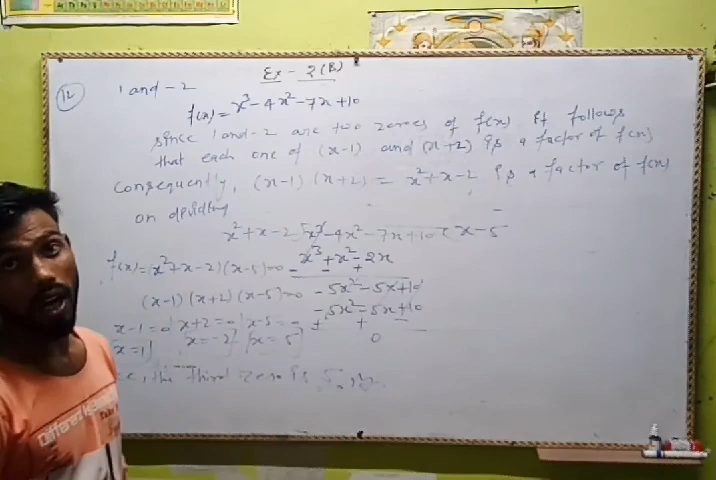 Ex - 2(B)
12 1 and -2
f(x) = x³ - 4x² - 7x + 10
since 1 and -2 are two zeroes of f(x) It follows
that each one of (x-1) and (x+2) is a factor of f(x)
Consequently, (x-1) (x+2) = x² + x - 2 is a factor of f(x)
on dividing
x² + x - 2 x³ - 4x² - 7x + 10 ( x - 5
x³ + x² - 2x
- - +
f(x) = (x² + x - 2) (x - 5) = 0
- 5x² - 5x + 10
(x-1) (x+2) (x-5) = 0
- 5x² - 5x + 10
+ + -
x - 1 = 0 x + 2 = 0 x - 5 = 0
0
x = 1 x = -2 x = 5
the third zero is 5.
Different